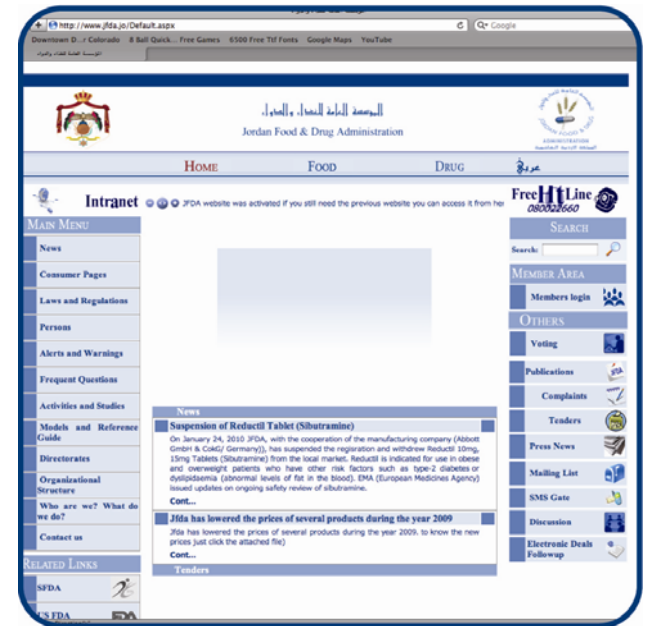 http://www.jfda.jo/Default.aspx
Google
Downtown D...r Colorado 8 Ball Quick... Free Games 6500 Free Ttf Fonts Google Maps YouTube
المؤسسة العامة للغذاء والدواء
المؤسسة العامة للغذاء والدواء
Jordan Food & Drug Administration
HOME FOOD DRUG عربي
Intranet
JFDA website was activated if you still need the previous website you can access it from her
Free H t Line
080022660
MAIN MENU
News
Consumer Pages
Laws and Regulations
Persons
Alerts and Warnings
Frequent Questions
Activities and Studies
Models and Reference
Guide
Directorates
Organizational
Structure
Who are we? What do
we do?
Contact us
RELATED LINKS
SFDA
US FDA
News
Suspension of Reductil Tablet (Sibutramine)
On January 24, 2010 JFDA, with the cooperation of the manufacturing company (Abbott
GmbH & CokG/ Germany)), has suspended the regisration and withdrew Reductil 10mg,
15mg Tablets (Sibutramine) from the local market. Reductil is indicated for use in obese
and overweight patients who have other risk factors such as type-2 diabetes or
dyslipidaemia (abnormal levels of fat in the blood). EMA (European Medicines Agency)
issued updates on ongoing safety review of sibutramine.
Cont...
Jfda has lowered the prices of several products during the year 2009
Jfda has lowered the prices of several products during the year 2009. to know the new
prices just click the attached file)
Cont...
Tenders
SEARCH
Search:
MEMBER AREA
Members login
OTHERS
Voting
Publications
Complaints
Tenders
Press News
Mailing List
SMS Gate
Discussion
Electronic Deals
Followup